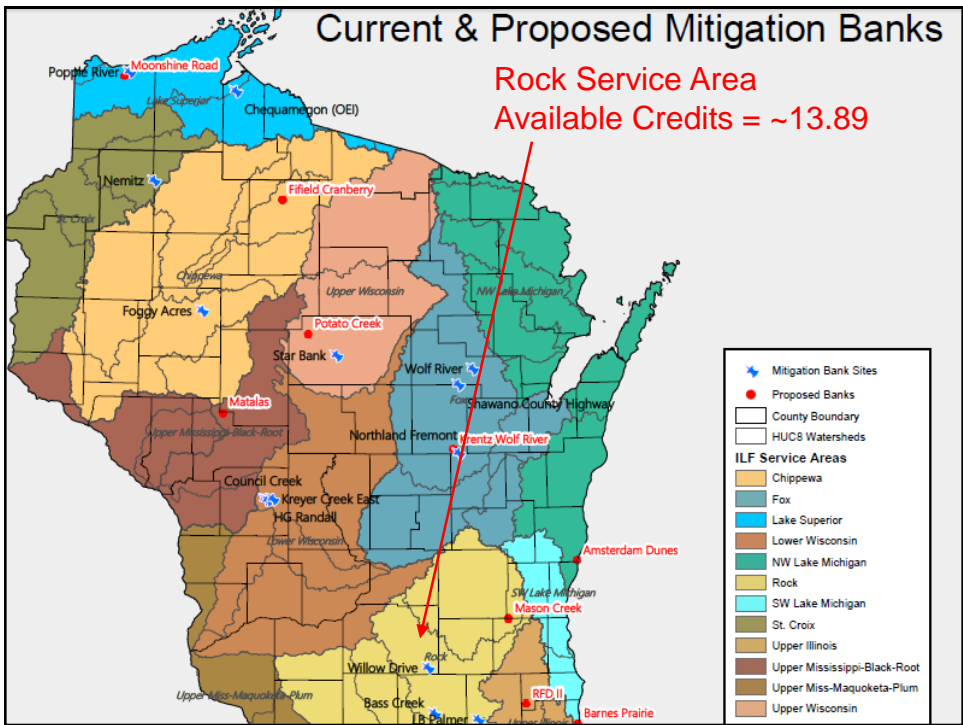 Current & Proposed Mitigation Banks
Rock Service Area
Available Credits = ~13.89
Popple River
Moonshine Road
Lake Superior
Chequamegon (OEI)
Nemitz
Fifield Cranberry
St. Croix
Chippewa
Upper Wisconsin
NW Lake Michigan
Foggy Acres
Potato Creek
Star Bank
Wolf River
Fox
Shawano County Highway
Matalas
Upper Mississippi-Black-Root
Northland Fremont
Krentz Wolf River
Council Creek
Kreyer Creek East
HG Randall
Lower Wisconsin
Amsterdam Dunes
SW Lake Michigan
Mason Creek
Rock
Willow Drive
Upper Miss-Maquoketa-Plum
Bass Creek
RFD II
LB Palmer
Upper Illinois
Barnes Prairie
Mitigation Bank Sites
Proposed Banks
County Boundary
HUC8 Watersheds
ILF Service Areas
Chippewa
Fox
Lake Superior
Lower Wisconsin
NW Lake Michigan
Rock
SW Lake Michigan
St. Croix
Upper Illinois
Upper Mississippi-Black-Root
Upper Miss-Maquoketa-Plum
Upper Wisconsin